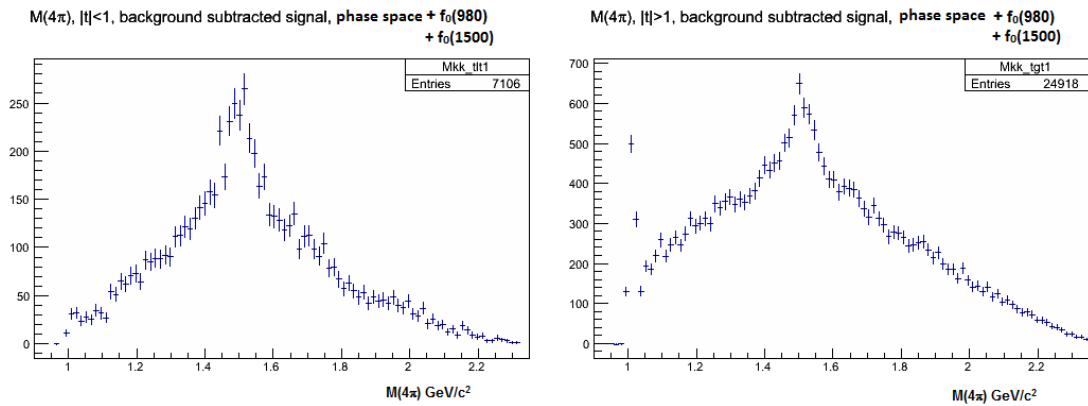 M(4π), |t|<1, background subtracted signal, phase space + f₀(980)
+ f₀(1500)
Mkk_tlt1
Entries 7106
250
200
150
100
50
0
1 1.2 1.4 1.6 1.8 2 2.2
M(4π) GeV/c²
M(4π), |t|>1, background subtracted signal, phase space + f₀(980)
+ f₀(1500)
Mkk_tgt1
Entries 24918
700
600
500
400
300
200
100
0
1 1.2 1.4 1.6 1.8 2 2.2
M(4π) GeV/c²